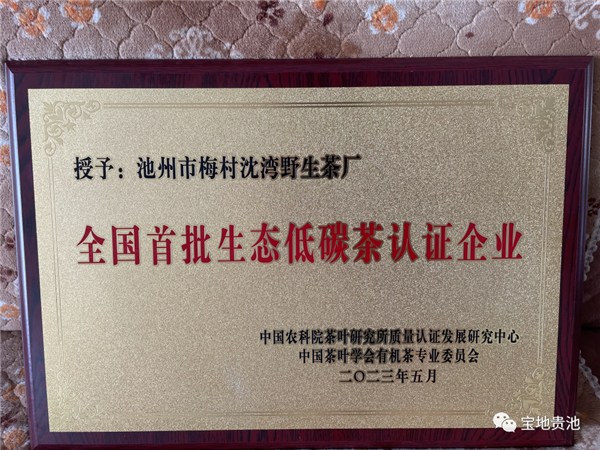 授予：池州市梅村沈湾野生茶厂
全国首批生态低碳茶认证企业
中国农科院茶叶研究所质量认证发展研究中心
中国茶叶学会有机茶专业委员会
二〇二三年五月
宝地贵池